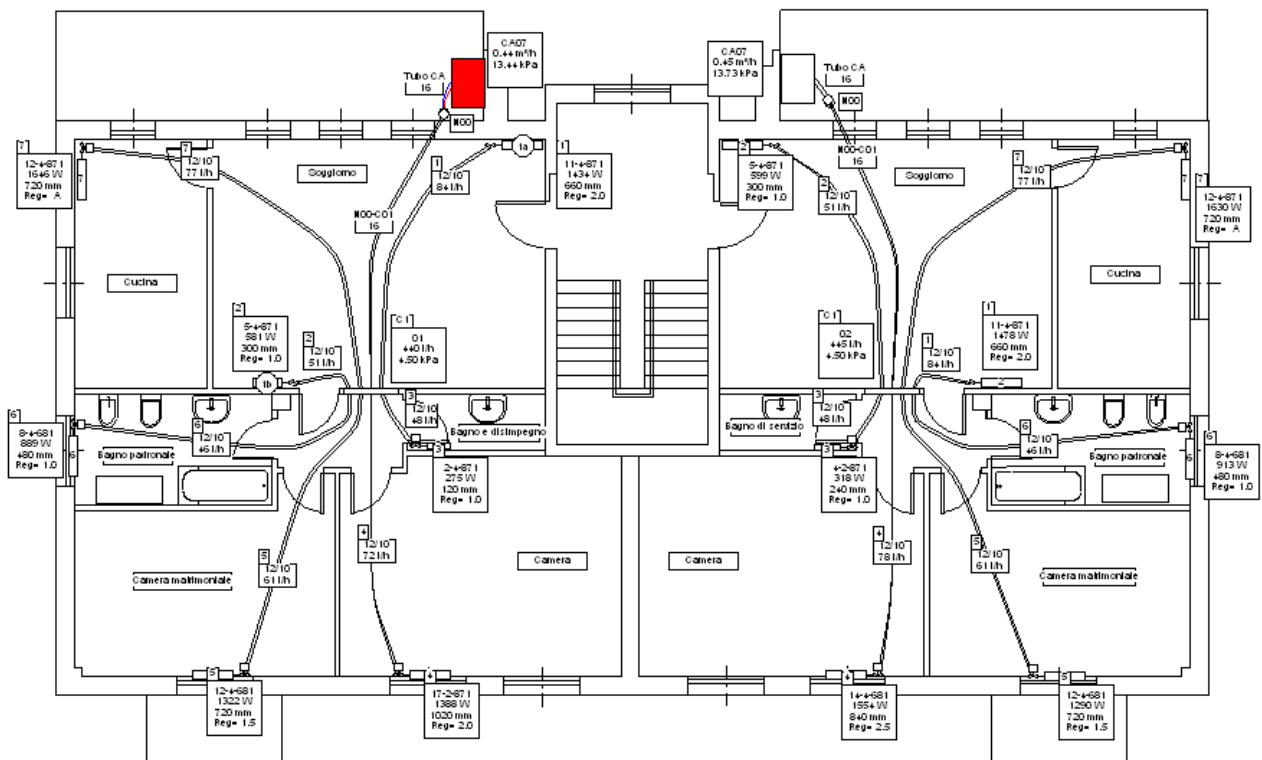 CA07
0.44 m³/h
13.44 kPa
CA07
0.45 m³/h
13.73 kPa
Tubo CA
16
N00
Tubo CA
16
N00
7
12-4-871
1646 W
720 mm
Reg= A
7
7
12/10
77 l/h
Soggiorno
1
12/10
84 l/h
1a
1
11-4-871
1434 W
660 mm
Reg= 2.0
2
5-4-871
599 W
300 mm
Reg= 1.0
2
12/10
51 l/h
N00-C01
16
Soggiorno
7
12/10
77 l/h
7
7
12-4-871
1630 W
720 mm
Reg= A
N00-C01
16
Cucina
Cucina
2
5-4-871
581 W
300 mm
Reg= 1.0
2
12/10
51 l/h
1b
C1
01
440 l/h
4.50 kPa
C1
02
445 l/h
4.50 kPa
1
12/10
84 l/h
1
11-4-871
1478 W
660 mm
Reg= 2.0
2
6
8-4-681
889 W
480 mm
Reg= 1.0
6
Bagno padronale
6
12/10
46 l/h
3
12/10
48 l/h
Bagno e disimpegno
3
2-4-871
275 W
120 mm
Reg= 1.0
Bagno di servizio
3
12/10
48 l/h
3
4-2-871
318 W
240 mm
Reg= 1.0
6
12/10
46 l/h
Bagno padronale
6
6
8-4-681
913 W
480 mm
Reg= 1.0
5
12/10
61 l/h
Camera matrimoniale
4
12/10
72 l/h
Camera
Camera
4
12/10
78 l/h
5
12/10
61 l/h
Camera matrimoniale
5
12-4-681
1322 W
720 mm
Reg= 1.5
4
17-2-871
1388 W
1020 mm
Reg= 2.0
4
14-4-681
1554 W
840 mm
Reg= 2.5
5
12-4-681
1290 W
720 mm
Reg= 1.5